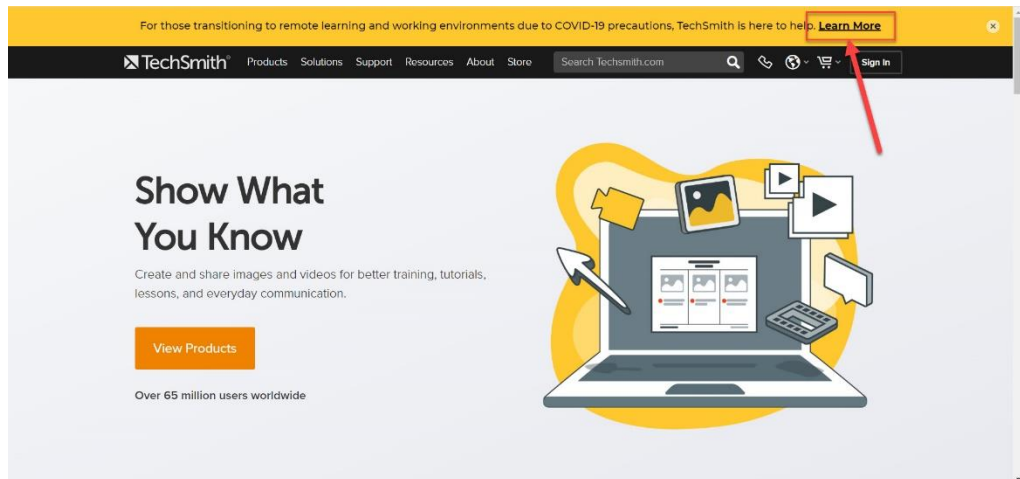 For those transitioning to remote learning and working environments due to COVID-19 precautions, TechSmith is here to help. Learn More
TechSmith® Products Solutions Support Resources About Store Search Techsmith.com Sign In
Show What
You Know
Create and share images and videos for better training, tutorials,
lessons, and everyday communication.
View Products
Over 65 million users worldwide